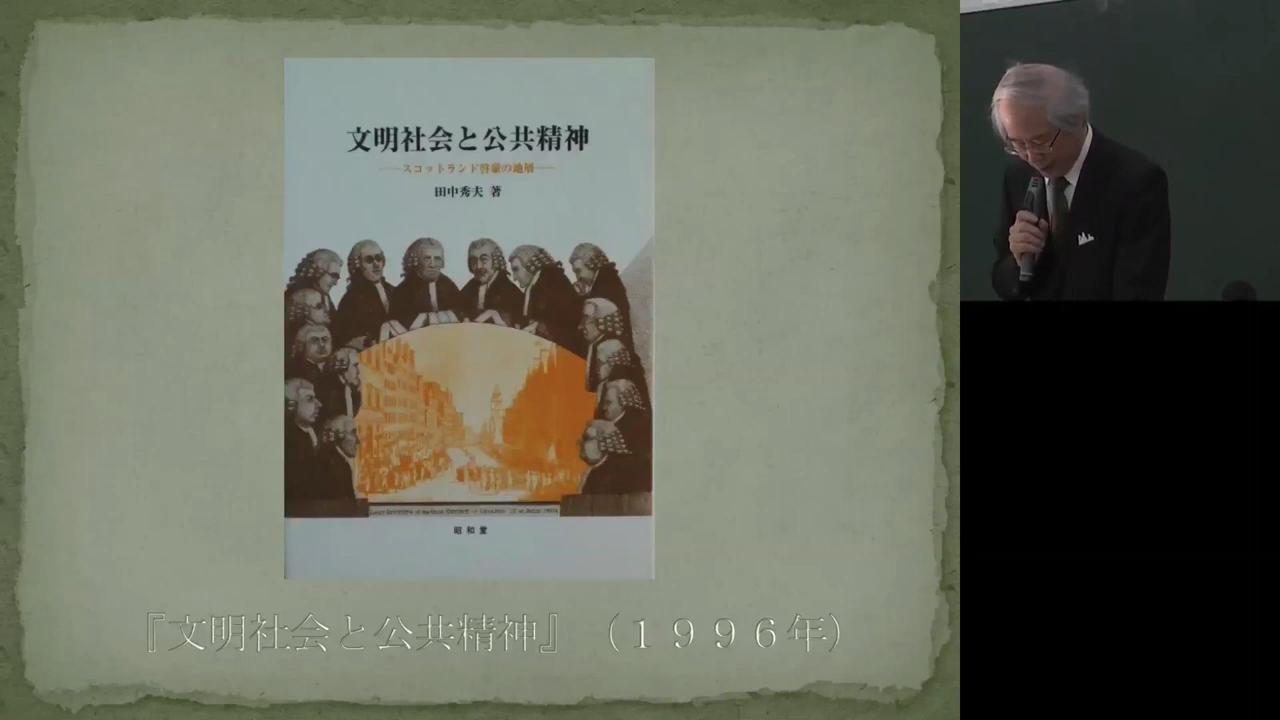 文明社会と公共精神
——スコットランド啓蒙の地層——
田中秀夫 著
昭和堂
『文明社会と公共精神』（１９９６年）